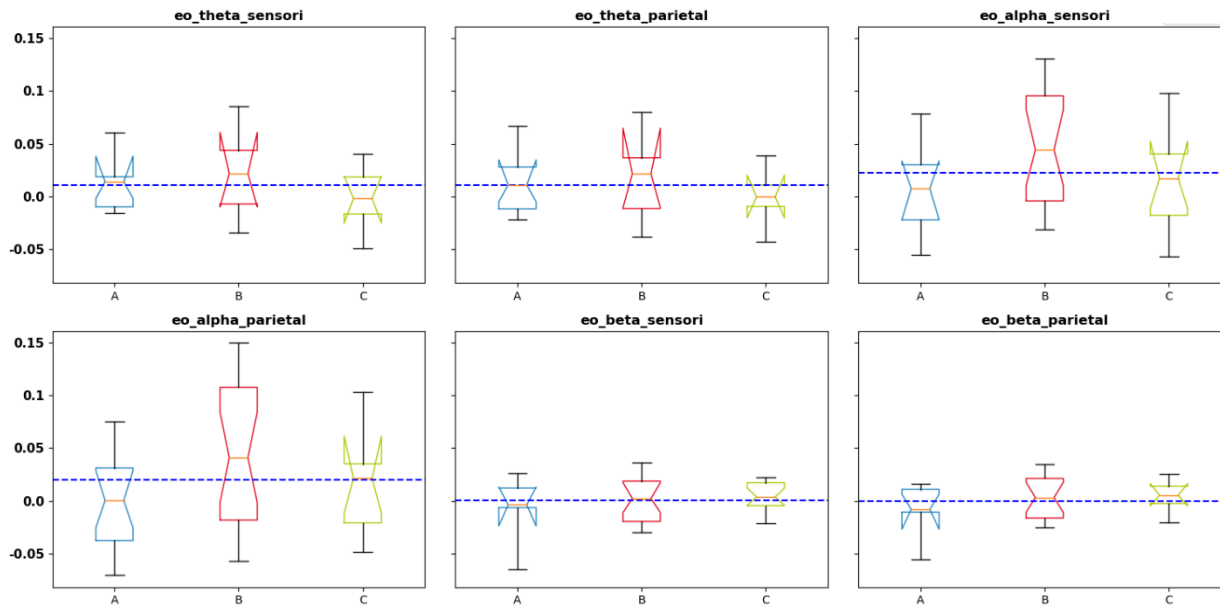 eo_theta_sensori
eo_theta_parietal
eo_alpha_sensori
0.15
0.1
0.05
0.0
-0.05
A B C
A B C
A B C
eo_alpha_parietal
eo_beta_sensori
eo_beta_parietal
0.15
0.1
0.05
0.0
-0.05
A B C
A B C
A B C